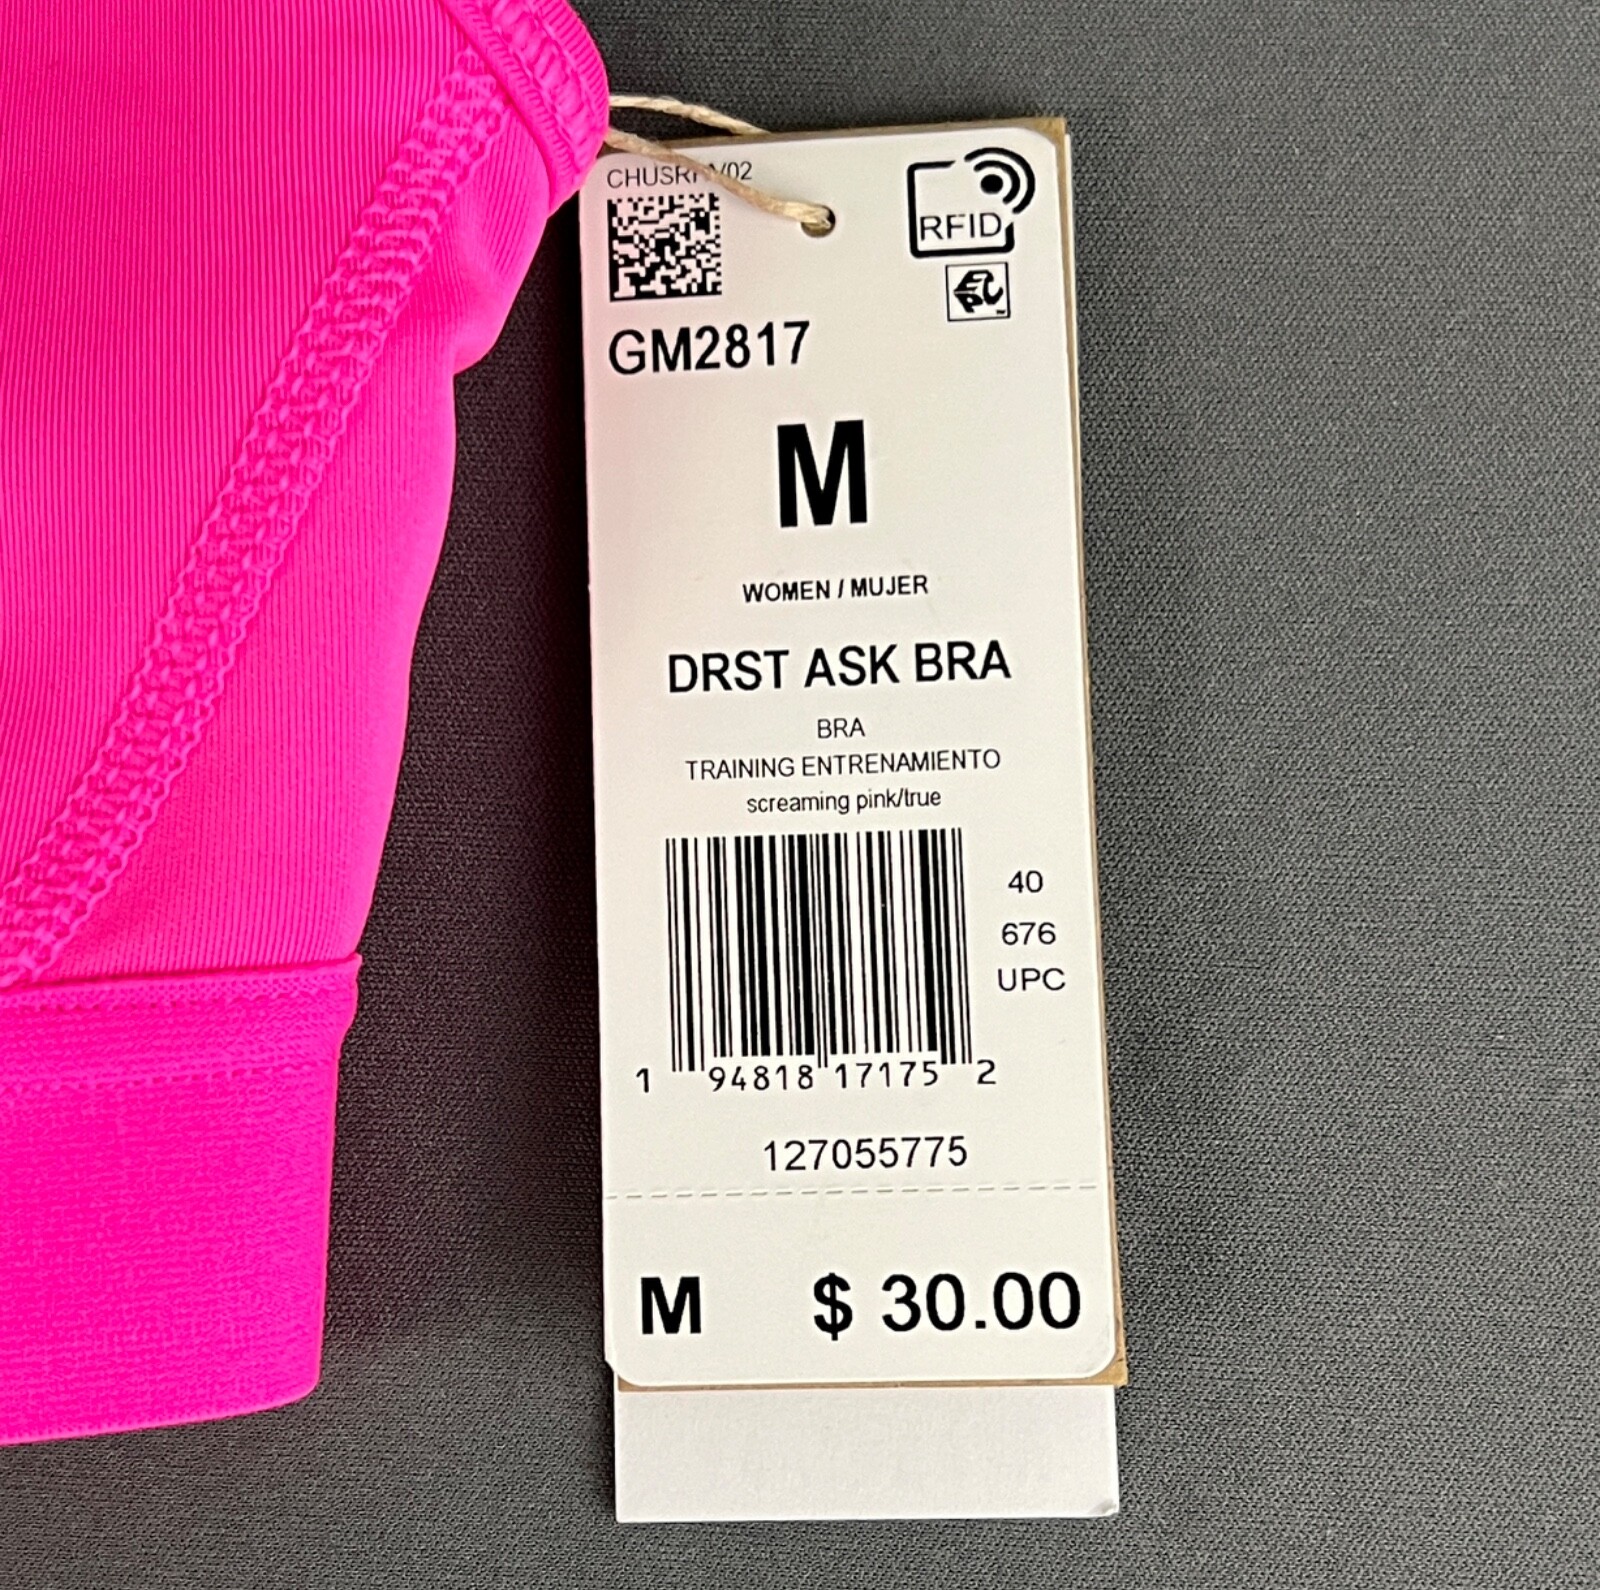 RFID
GM2817
M
WOMEN / MUJER
DRST ASK BRA
BRA
TRAINING ENTRENAMIENTO
screaming pink/true
40
676
UPC
1 94818 17175 2
127055775
M $ 30.00